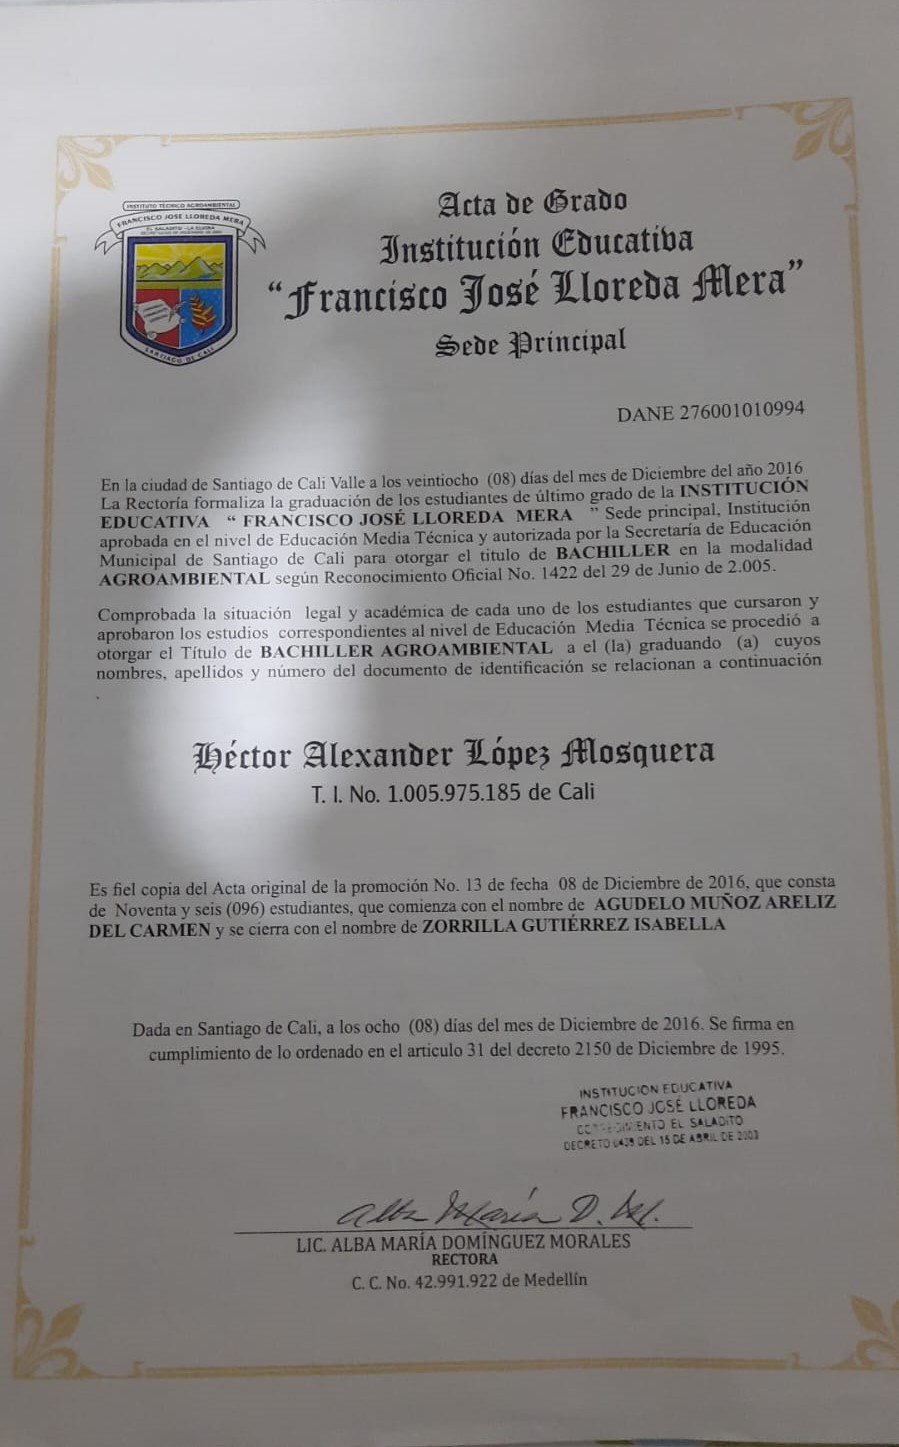 INSTITUTO TÉCNICO AGROAMBIENTAL
FRANCISCO JOSE LLOREDA MERA
EL SALADITO - LA ELVIRA
SANTIAGO DE CALI
Acta de Grado
Institución Educativa
“Francisco José Lloreda Mera”
Sede Principal
DANE 276001010994
En la ciudad de Santiago de Cali Valle a los veintiocho (08) días del mes de Diciembre del año 2016
La Rectoría formaliza la graduación de los estudiantes de último grado de la INSTITUCIÓN
EDUCATIVA “ FRANCISCO JOSÉ LLOREDA MERA ” Sede principal, Institución
aprobada en el nivel de Educación Media Técnica y autorizada por la Secretaría de Educación
Municipal de Santiago de Cali para otorgar el titulo de BACHILLER en la modalidad
AGROAMBIENTAL según Reconocimiento Oficial No. 1422 del 29 de Junio de 2.005.
Comprobada la situación legal y académica de cada uno de los estudiantes que cursaron y
aprobaron los estudios correspondientes al nivel de Educación Media Técnica se procedió a
otorgar el Título de BACHILLER AGROAMBIENTAL a el (la) graduando (a) cuyos
nombres, apellidos y número del documento de identificación se relacionan a continuación
.
Héctor Alexander López Mosquera
T. I. No. 1.005.975.185 de Cali
Es fiel copia del Acta original de la promoción No. 13 de fecha 08 de Diciembre de 2016, que consta
de Noventa y seis (096) estudiantes, que comienza con el nombre de AGUDELO MUÑOZ ARELIZ
DEL CARMEN y se cierra con el nombre de ZORRILLA GUTIÉRREZ ISABELLA
Dada en Santiago de Cali, a los ocho (08) días del mes de Diciembre de 2016. Se firma en
cumplimiento de lo ordenado en el articulo 31 del decreto 2150 de Diciembre de 1995.
INSTITUCION EDUCATIVA
FRANCISCO JOSÉ LLOREDA
CORREGIMIENTO EL SALADITO
DECRETO 0439 DEL 15 DE ABRIL DE 2003
Alba María D.
LIC. ALBA MARÍA DOMÍNGUEZ MORALES
RECTORA
C. C. No. 42.991.922 de Medellín